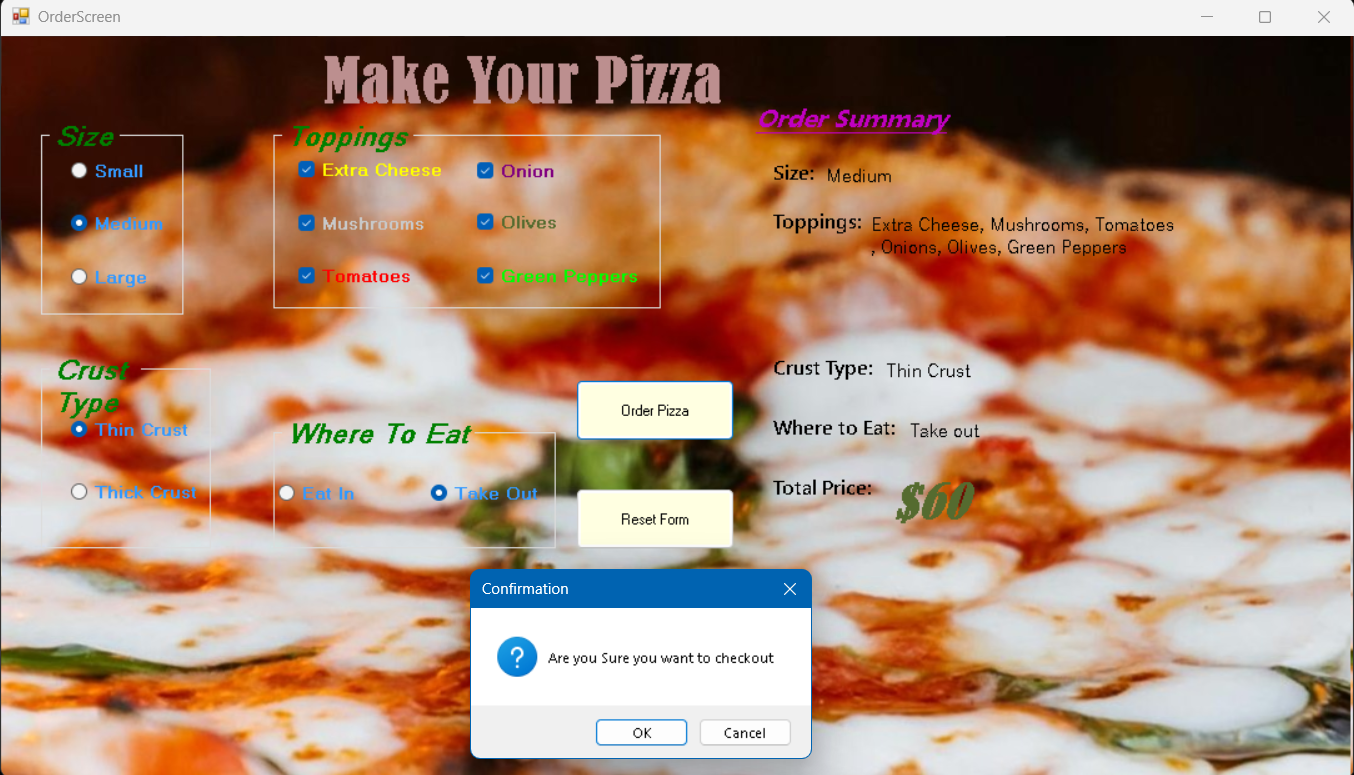 OrderScreen
Make Your Pizza
Size
Small
Medium
Large
Toppings
Extra Cheese
Onion
Mushrooms
Olives
Tomatoes
Green Peppers
Crust
Type
Thin Crust
Thick Crust
Where To Eat
Eat In
Take Out
Order Pizza
Reset Form
Order Summary
Size: Medium
Toppings: Extra Cheese, Mushrooms, Tomatoes
, Onions, Olives, Green Peppers
Crust Type: Thin Crust
Where to Eat: Take out
Total Price: $60
Confirmation
Are you Sure you want to checkout
OK
Cancel